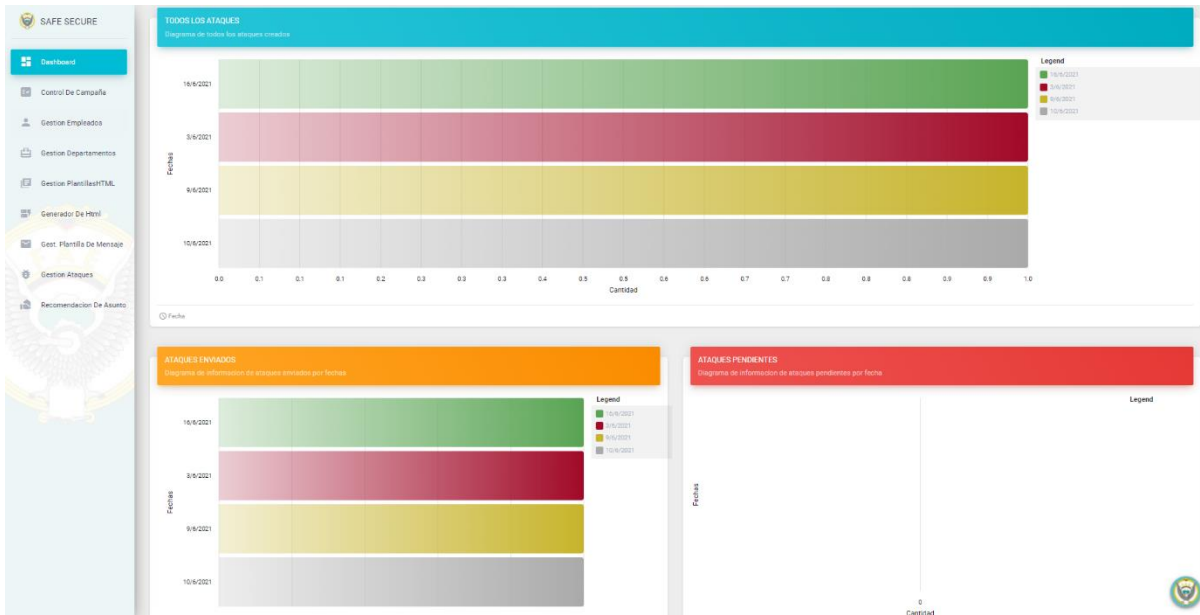 SAFE SECURE
Dashboard
Control De Campaña
Gestion Empleados
Gestion Departamentos
Gestion PlantillasHTML
Generador De Html
Gest. Plantilla De Mensaje
Gestion Ataques
Recomendacion De Asunto
TODOS LOS ATAQUES
Diagrama de todos los ataques creados
Fechas
16/6/2021
3/6/2021
9/6/2021
10/6/2021
0.0 0.1 0.1 0.1 0.2 0.3 0.3 0.3 0.4 0.5 0.5 0.6 0.6 0.7 0.7 0.8 0.8 0.8 0.9 0.9 1.0
Cantidad
Legend
16/6/2021
3/6/2021
9/6/2021
10/6/2021
Fecha
ATAQUES ENVIADOS
Diagrama de informacion de ataques enviados por fechas
Fechas
16/6/2021
3/6/2021
9/6/2021
10/6/2021
Legend
16/6/2021
3/6/2021
9/6/2021
10/6/2021
ATAQUES PENDIENTES
Diagrama de informacion de ataques pendientes por fecha
Fechas
Legend
0
Cantidad